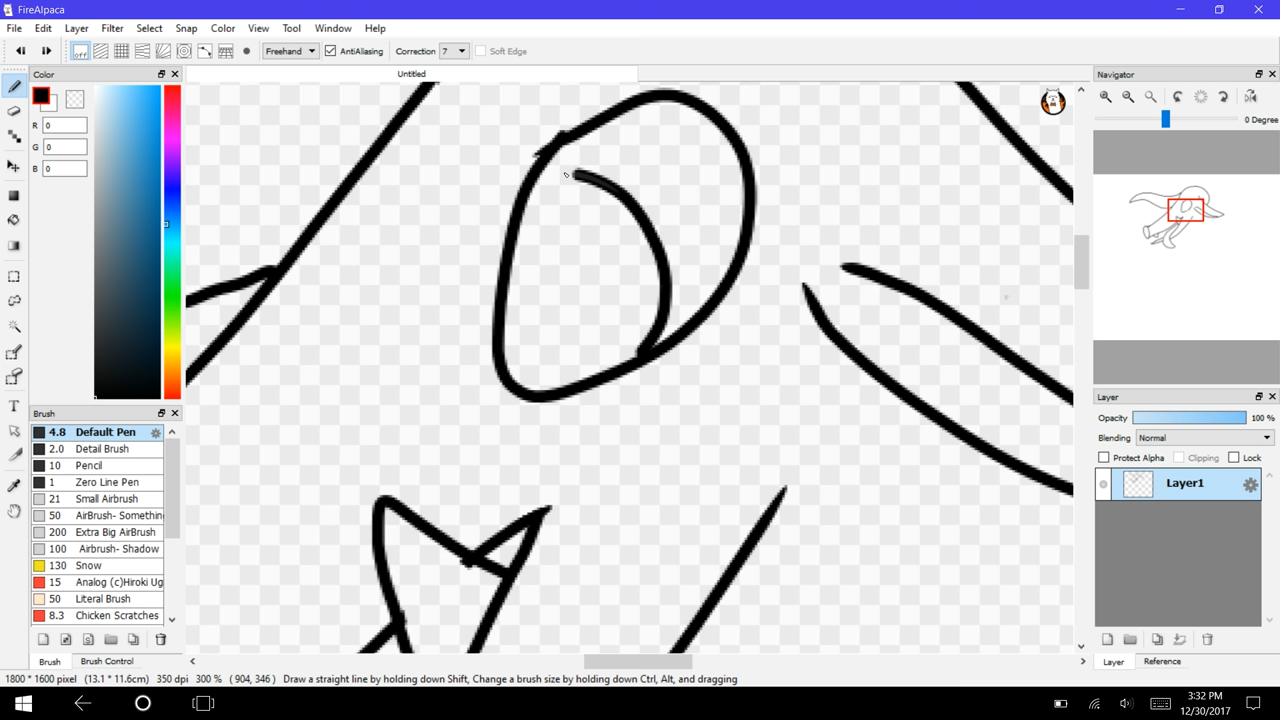 FireAlpaca
File Edit Layer Filter Select Snap Color View Tool Window Help
off Freehand AntiAliasing Correction 7 Soft Edge
Color
R 0
G 0
B 0
Brush
4.8 Default Pen
2.0 Detail Brush
10 Pencil
1 Zero Line Pen
21 Small Airbrush
50 AirBrush- Somethin
200 Extra Big AirBrush
100 Airbrush- Shadow
130 Snow
15 Analog (c)Hiroki Ug
50 Literal Brush
8.3 Chicken Scratches
Brush Brush Control
Untitled
Navigator
0 Degree
Layer
Opacity 100 %
Blending Normal
Protect Alpha Clipping Lock
Layer1
Layer Reference
1800 * 1600 pixel (13.1 * 11.6cm) 350 dpi 300 % ( 904, 346 ) Draw a straight line by holding down Shift, Change a brush size by holding down Ctrl, Alt, and dragging
3:32 PM
12/30/2017